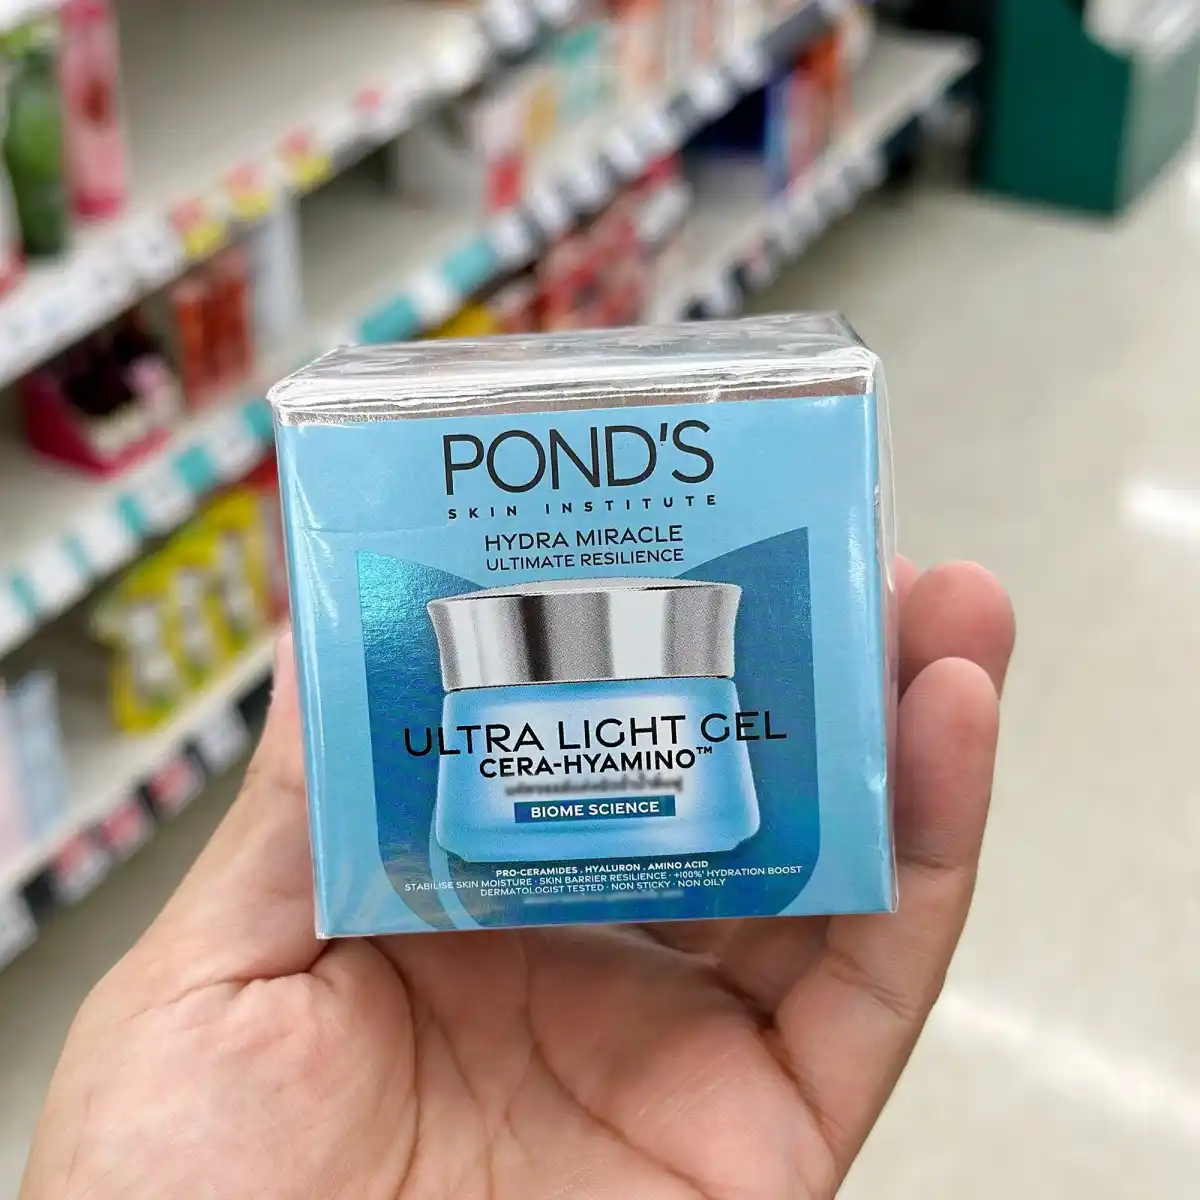 POND'S
SKIN INSTITUTE
HYDRA MIRACLE
ULTIMATE RESILIENCE
ULTRA LIGHT GEL
CERA-HYAMINO™
BIOME SCIENCE
PRO-CERAMIDES . HYALURON . AMINO ACID
STABILISE SKIN MOISTURE · SKIN BARRIER RESILIENCE · +100%* HYDRATION BOOST
DERMATOLOGIST TESTED · NON STICKY · NON OILY